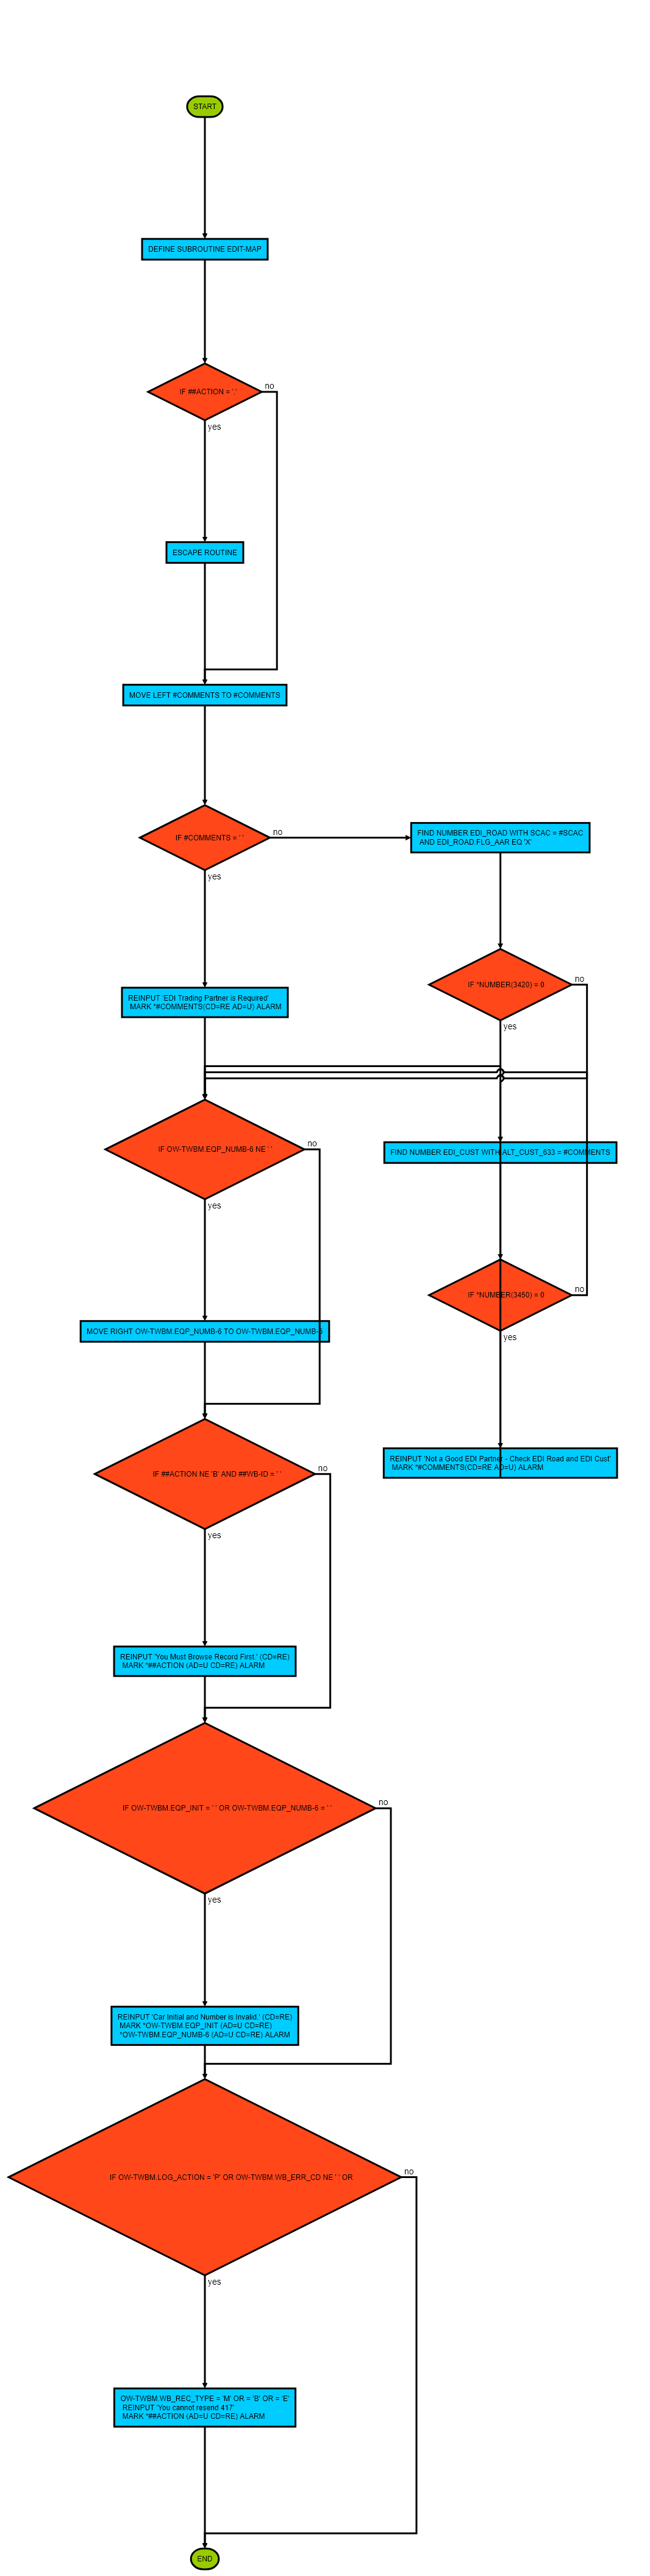 START
DEFINE SUBROUTINE EDIT-MAP
IF ##ACTION = '.'
no
yes
ESCAPE ROUTINE
MOVE LEFT #COMMENTS TO #COMMENTS
IF #COMMENTS = ' '
no
yes
FIND NUMBER EDI_ROAD WITH SCAC = #SCAC
AND EDI_ROAD.FLG_AAR EQ 'X'
IF *NUMBER(3420) = 0
no
yes
REINPUT 'EDI Trading Partner is Required'
MARK *#COMMENTS(CD=RE AD=U) ALARM
IF OW-TWBM.EQP_NUMB-6 NE ' '
no
yes
FIND NUMBER EDI_CUST WITH ALT_CUST_633 = #COMMENTS
IF *NUMBER(3450) = 0
no
yes
MOVE RIGHT OW-TWBM.EQP_NUMB-6 TO OW-TWBM.EQP_NUMB-6
REINPUT 'Not a Good EDI Partner - Check EDI Road and EDI Cust'
MARK *#COMMENTS(CD=RE AD=U) ALARM
IF ##ACTION NE 'B' AND ##WB-ID = ' '
no
yes
REINPUT 'You Must Browse Record First.' (CD=RE)
MARK *##ACTION (AD=U CD=RE) ALARM
IF OW-TWBM.EQP_INIT = ' ' OR OW-TWBM.EQP_NUMB-6 = ' '
no
yes
REINPUT 'Car Initial and Number is Invalid.' (CD=RE)
MARK *OW-TWBM.EQP_INIT (AD=U CD=RE)
*OW-TWBM.EQP_NUMB-6 (AD=U CD=RE) ALARM
IF OW-TWBM.LOG_ACTION = 'P' OR OW-TWBM.WB_ERR_CD NE ' ' OR
no
yes
OW-TWBM.WB_REC_TYPE = 'M' OR = 'B' OR = 'E'
REINPUT 'You cannot resend 417'
MARK *##ACTION (AD=U CD=RE) ALARM
END